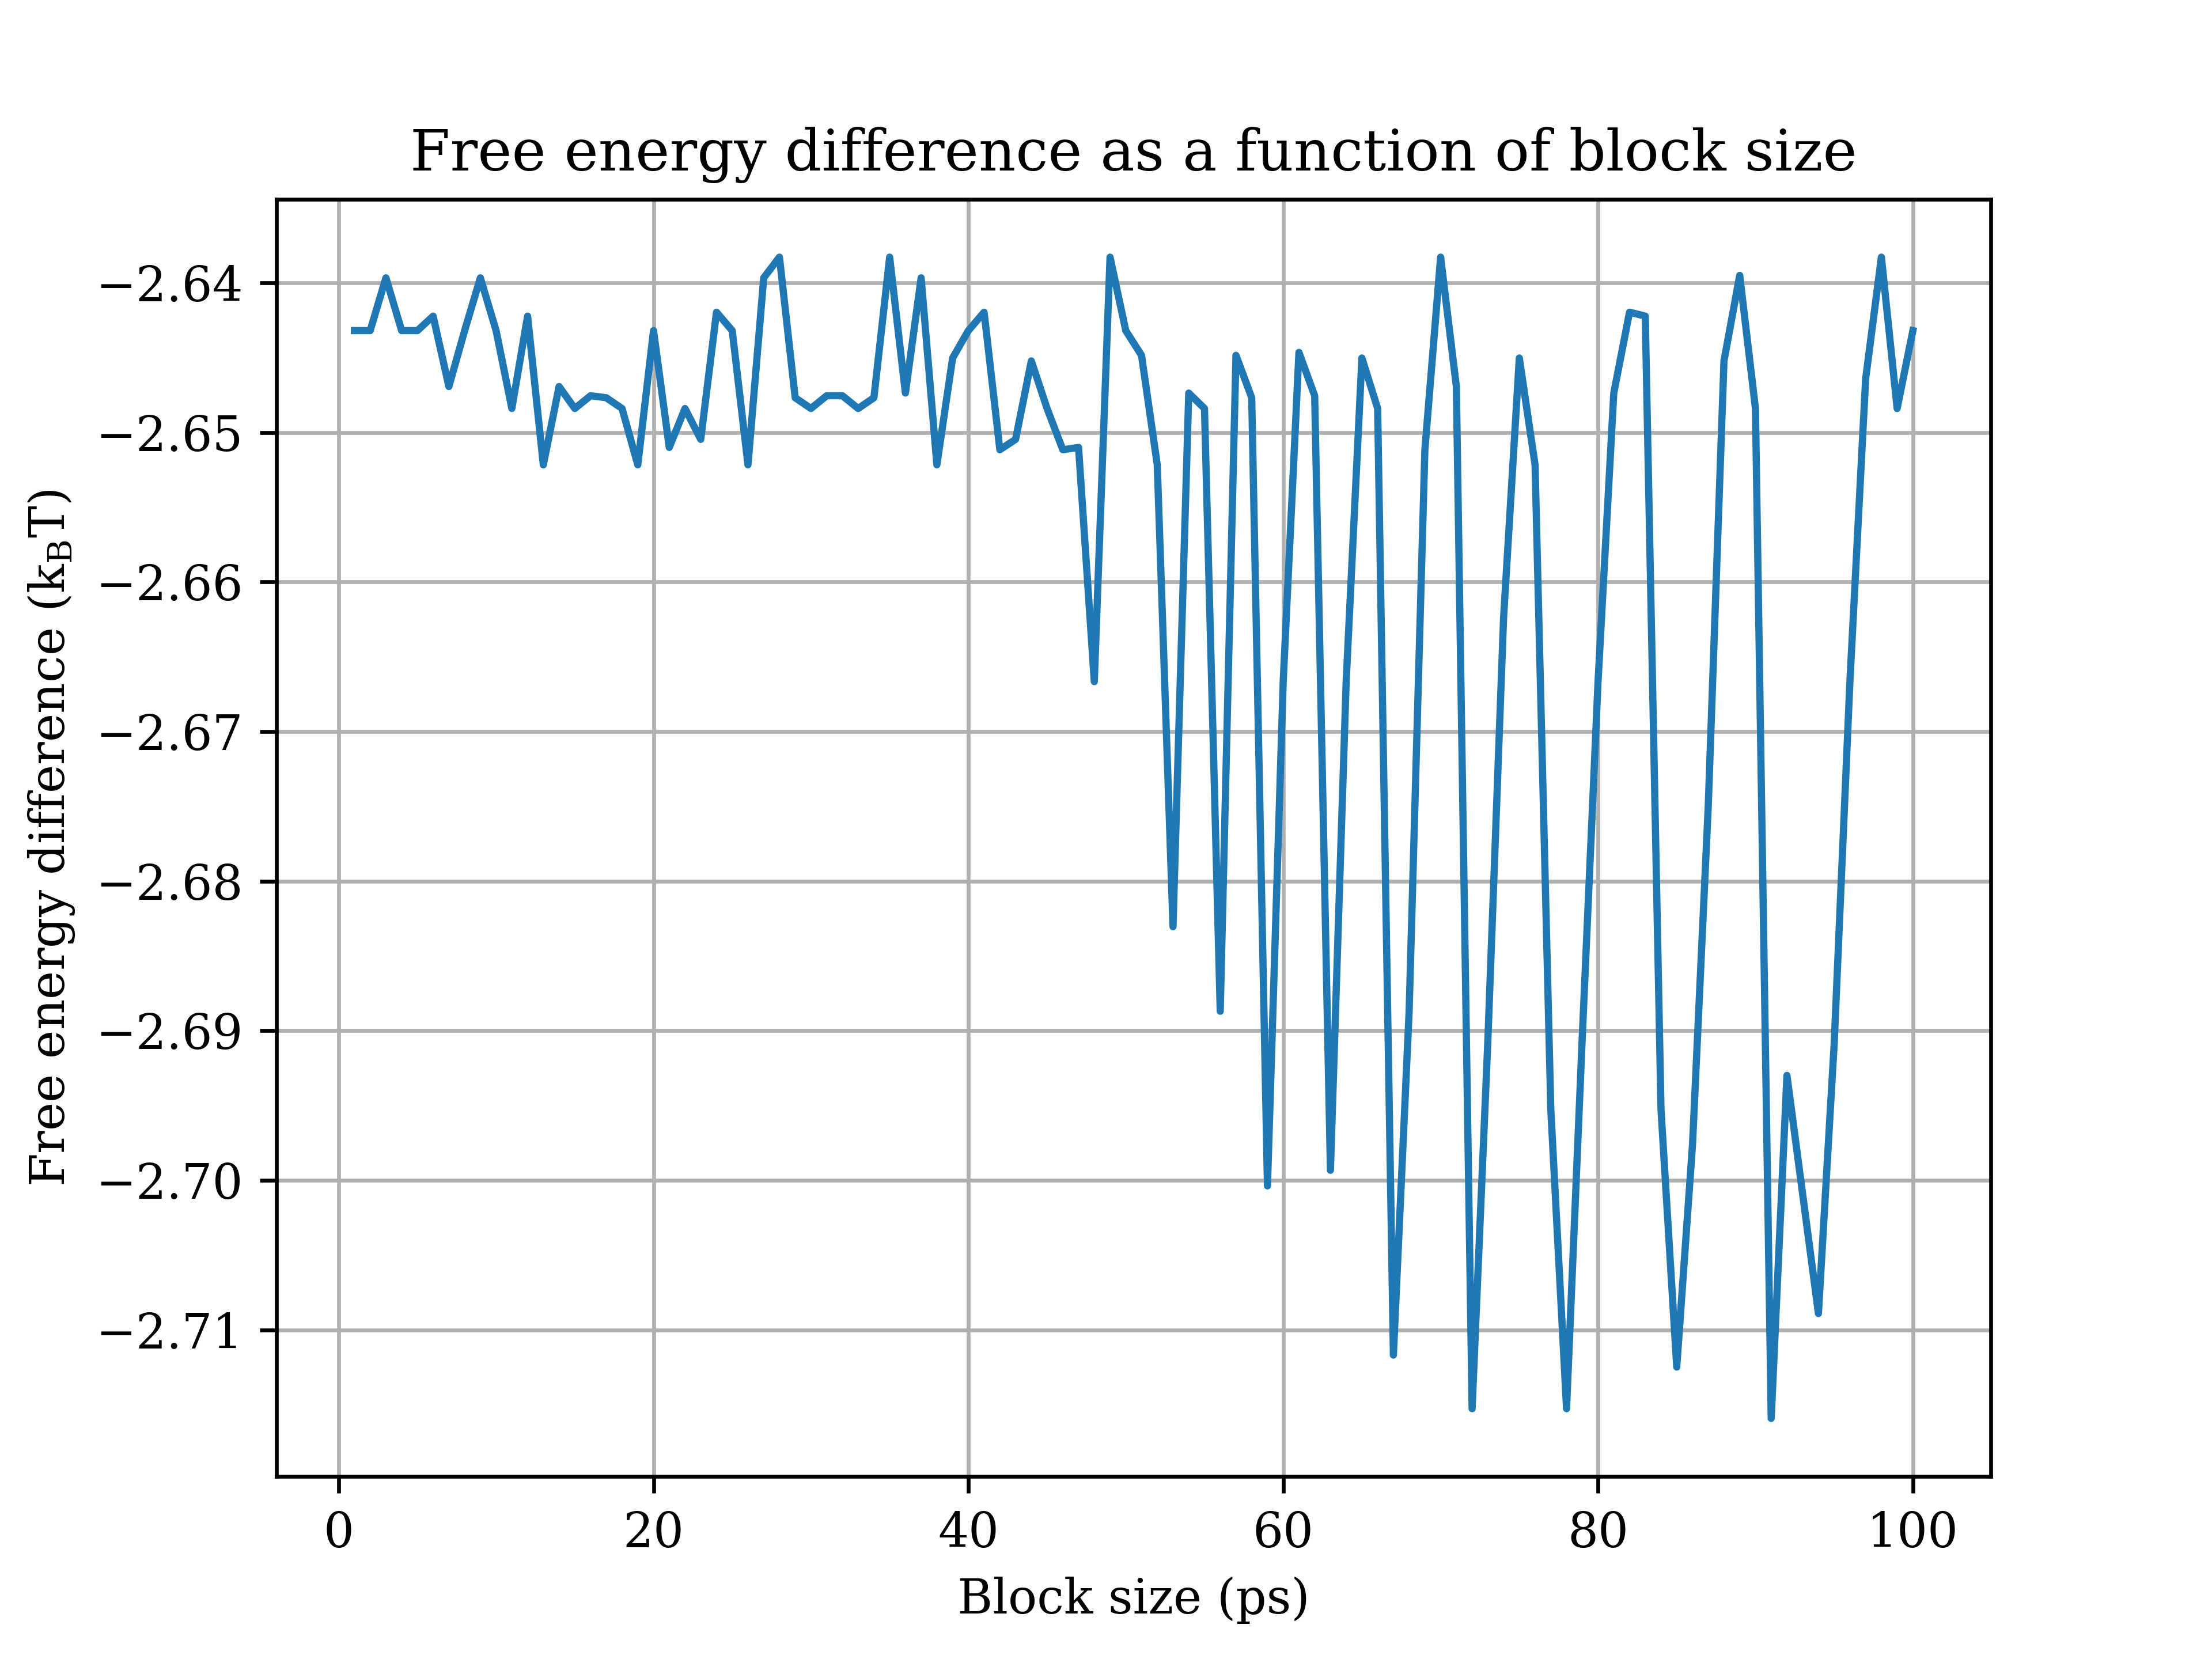 Free energy difference as a function of block size
Free energy difference (k_BT)
−2.64
−2.65
−2.66
−2.67
−2.68
−2.69
−2.70
−2.71
0 20 40 60 80 100
Block size (ps)